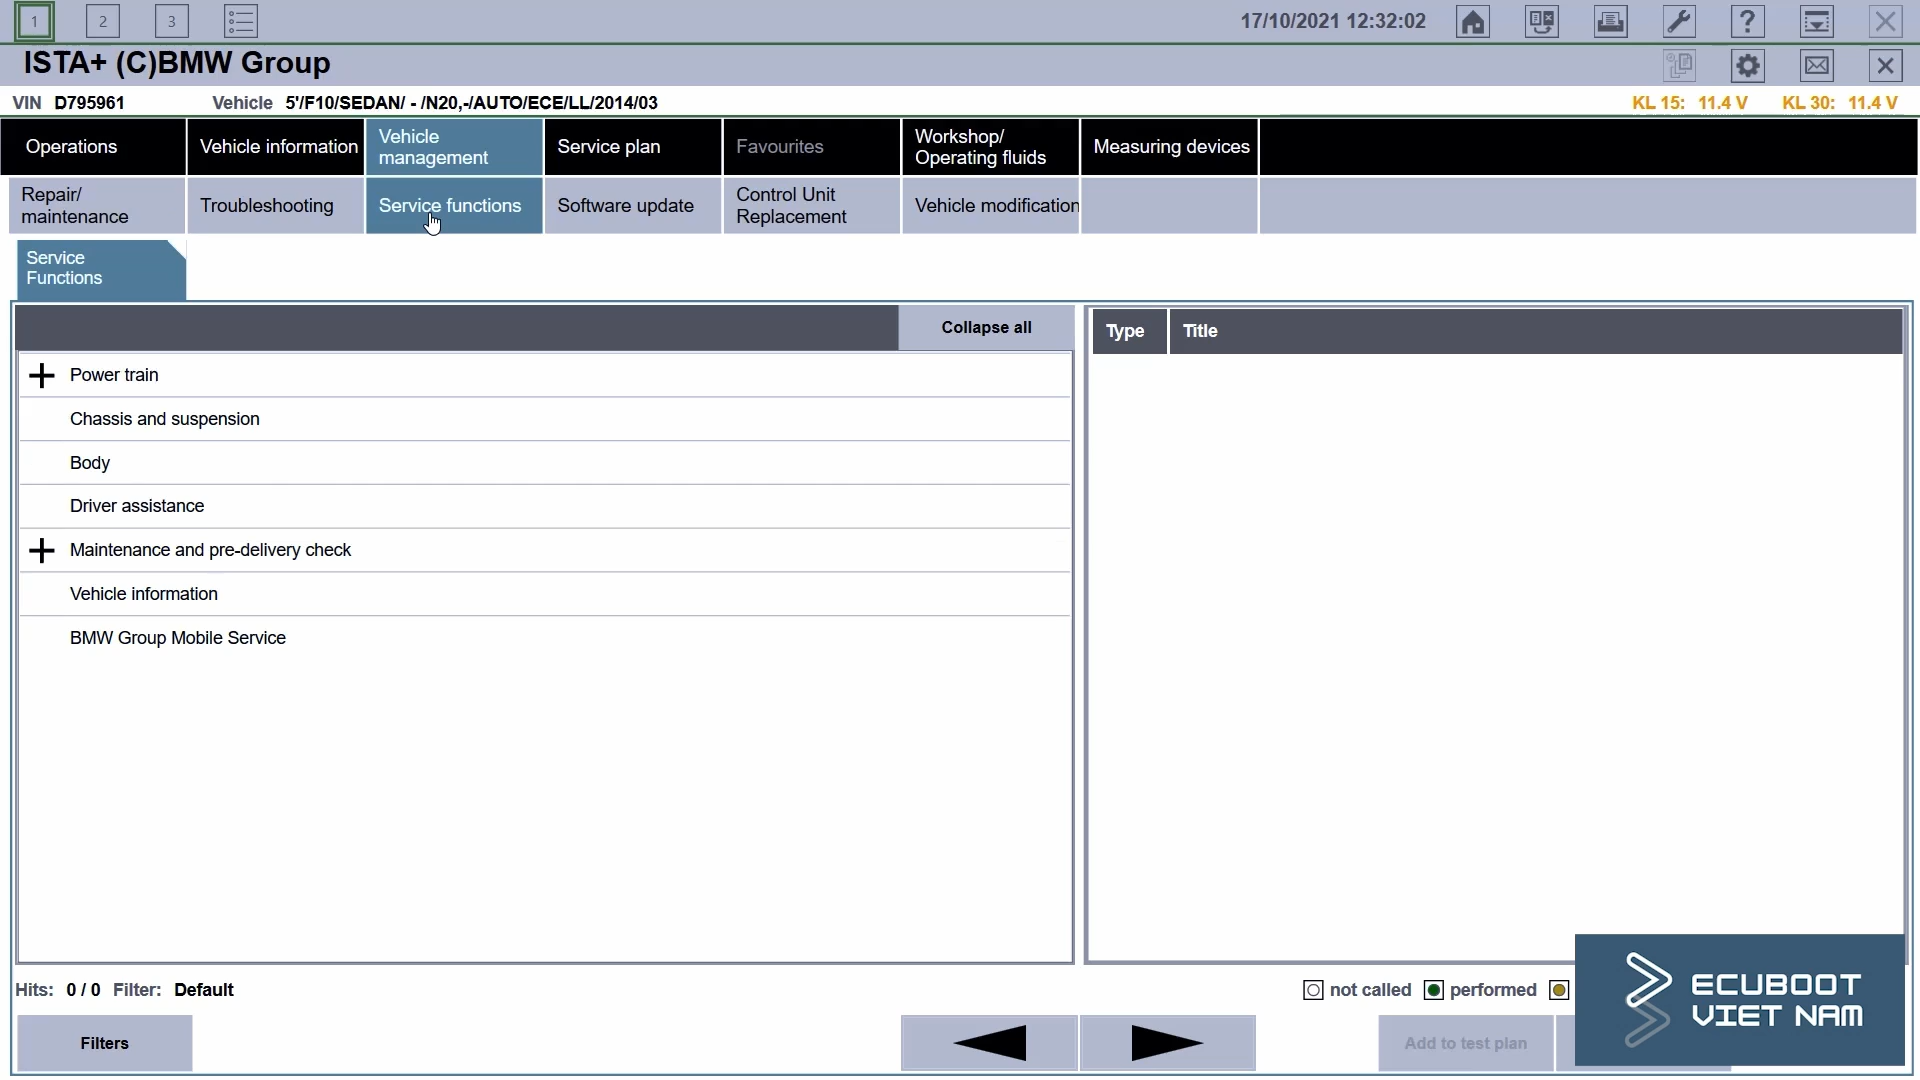 1 2 3 17/10/2021 12:32:02 ?
ISTA+ (C)BMW Group
VIN D795961 Vehicle 5'/F10/SEDAN/ - /N20,-/AUTO/ECE/LL/2014/03 KL 15: 11.4 V KL 30: 11.4 V
Operations
Vehicle information
Vehicle
management
Service plan
Favourites
Workshop/
Operating fluids
Measuring devices
Repair/
maintenance
Troubleshooting
Service functions
Software update
Control Unit
Replacement
Vehicle modification
Service
Functions
Collapse all
Power train
Chassis and suspension
Body
Driver assistance
Maintenance and pre-delivery check
Vehicle information
BMW Group Mobile Service
Type Title
Hits: 0 / 0 Filter: Default
not called performed
Filters
Add to test plan
ECUBOOT
VIET NAM